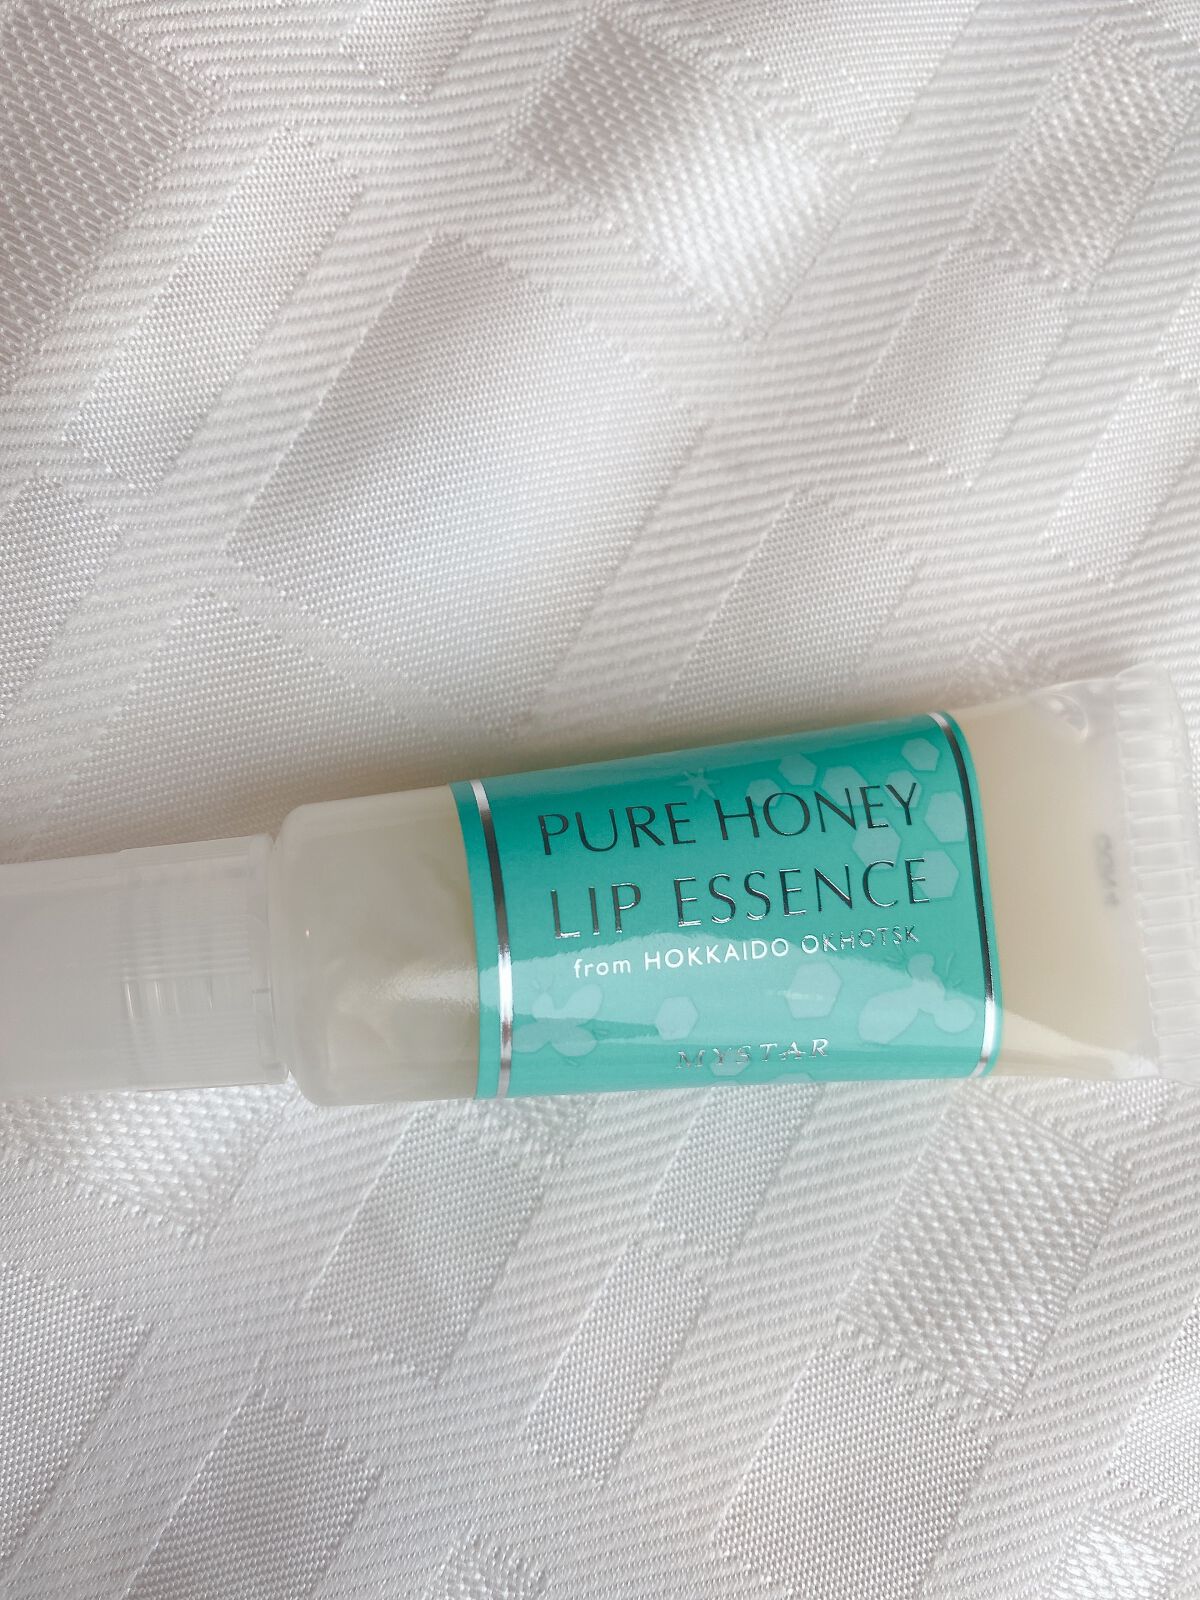 PURE HONEY
LIP ESSENCE
from HOKKAIDO OKHOTSK
MYSTAR